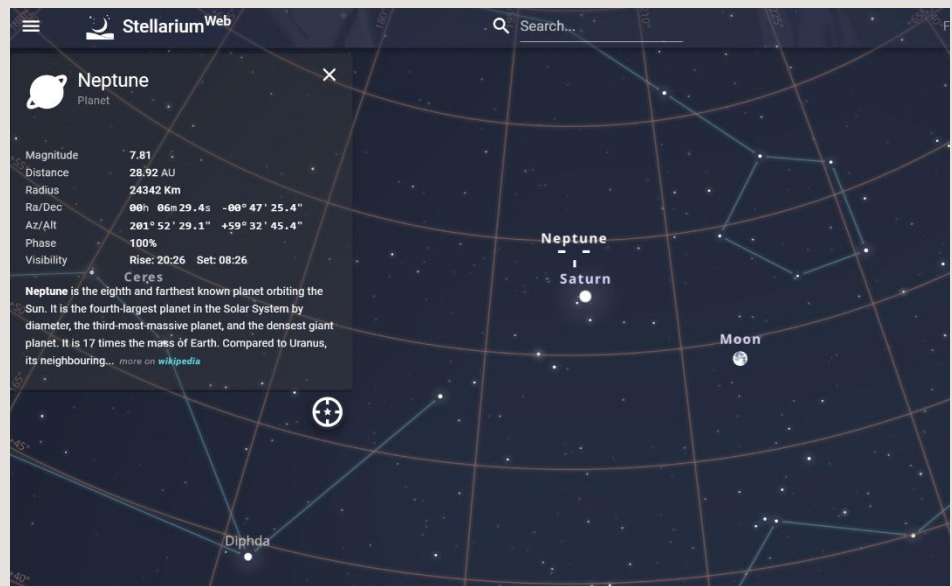 StellariumWeb
Search...
Neptune
Planet
Magnitude 7.81
Distance 28.92 AU
Radius 24342 Km
Ra/Dec 00h 06m 29.4s -00° 47' 25.4"
Az/Alt 201° 52' 29.1" +59° 32' 45.4"
Phase 100%
Visibility Rise: 20:26 Set: 08:26
Ceres
Neptune is the eighth and farthest known planet orbiting the
Sun. It is the fourth-largest planet in the Solar System by
diameter, the third-most-massive planet, and the densest giant
planet. It is 17 times the mass of Earth. Compared to Uranus,
its neighbouring... more on wikipedia
Neptune
Saturn
Moon
Diphda
+45°
+40°